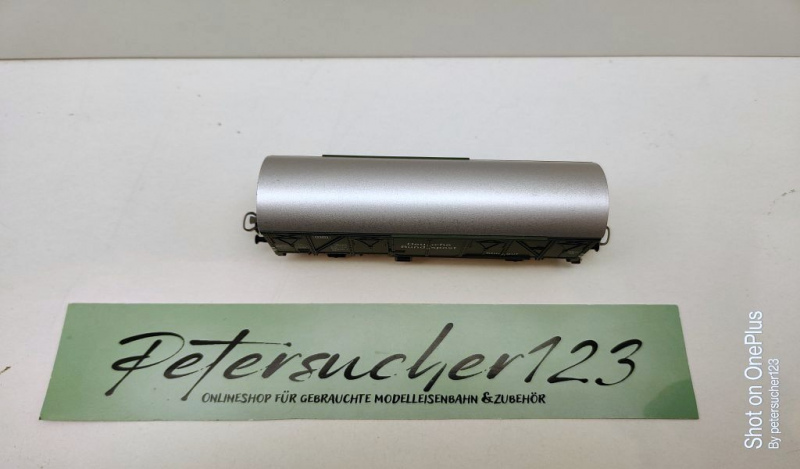 Petersucher123
ONLINESHOP FÜR GEBRAUCHTE MODELLEISENBAHN & ZUBEHÖR
Shot on OnePlus
By petersucher123